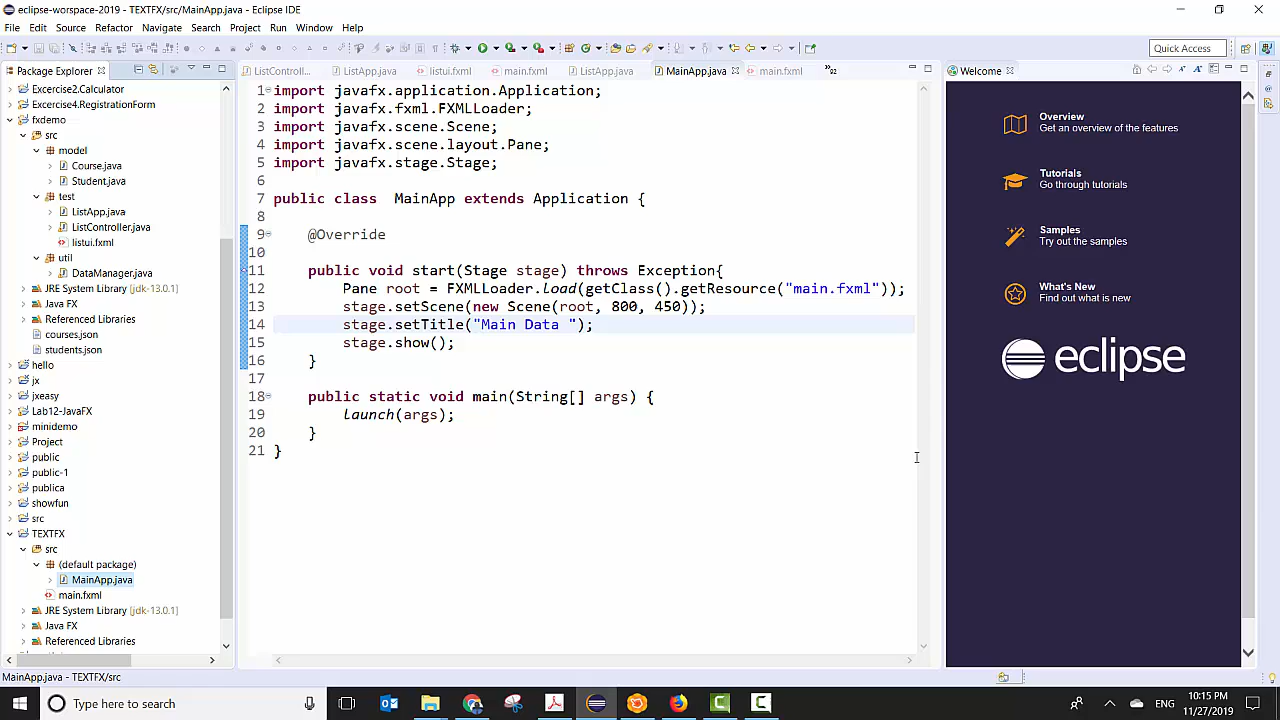 eclipse-worspace-2019 - TEXTFX/src/MainApp.java - Eclipse IDE
File Edit Source Refactor Navigate Search Project Run Window Help
Quick Access
Package Explorer
ListControll... ListApp.java listui.f main.fxml ListApp.java MainApp.java main.fxml »92
Welcome
Excercise2.Calculator
Excercise4.RegistrationForm
fxdemo
src
model
Course.java
Student.java
test
ListApp.java
ListController.java
listui.fxml
util
DataManager.java
JRE System Library [jdk-13.0.1]
Java FX
Referenced Libraries
courses.json
students.json
hello
jx
jxeasy
Lab12-JavaFX
minidemo
Project
public
public-1
publica
showfun
src
TEXTFX
src
(default package)
MainApp.java
main.fxml
JRE System Library [jdk-13.0.1]
Java FX
Referenced Libraries
1 import javafx.application.Application;
2 import javafx.fxml.FXMLLoader;
3 import javafx.scene.Scene;
4 import javafx.scene.layout.Pane;
5 import javafx.stage.Stage;
6
7 public class MainApp extends Application {
8
9 @Override
10
11 public void start(Stage stage) throws Exception{
12 Pane root = FXMLLoader.load(getClass().getResource("main.fxml"));
13 stage.setScene(new Scene(root, 800, 450));
14 stage.setTitle("Main Data ");
15 stage.show();
16 }
17
18 public static void main(String[] args) {
19 launch(args);
20 }
21 }
Overview
Get an overview of the features
Tutorials
Go through tutorials
Samples
Try out the samples
What's New
Find out what is new
eclipse
MainApp.java - TEXTFX/src
Type here to search
ENG
10:15 PM
11/27/2019